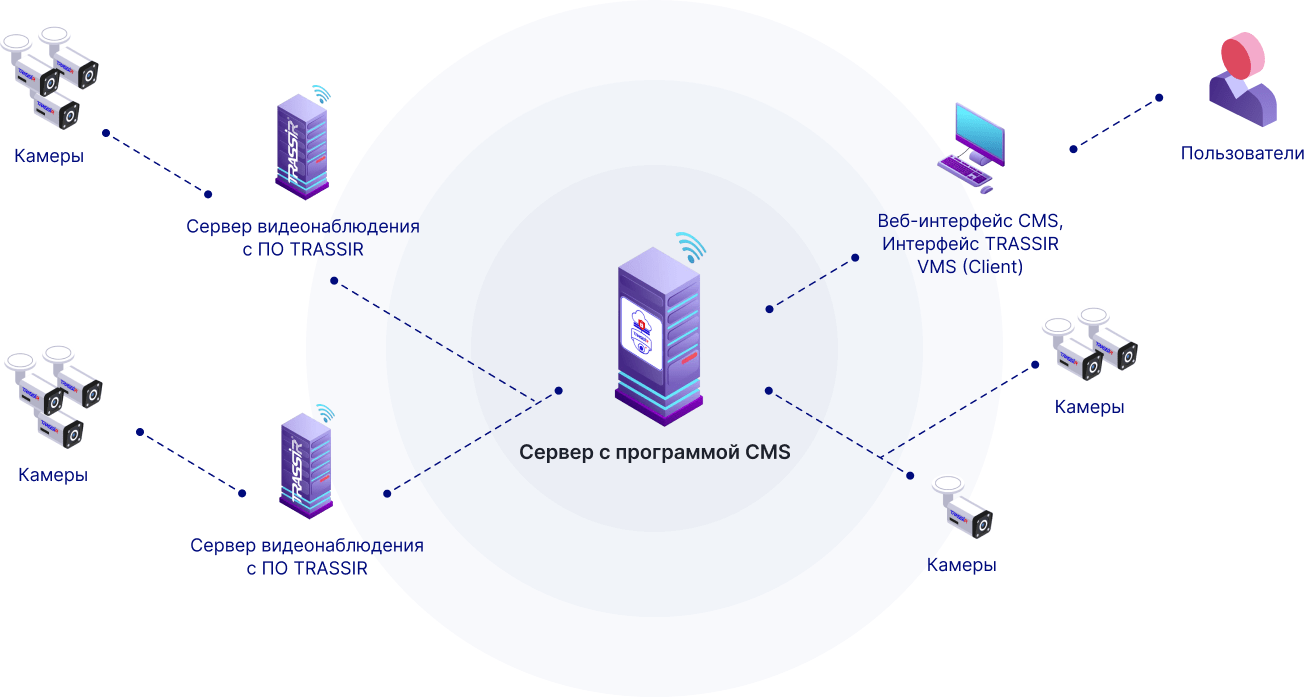 Камеры
Сервер видеонаблюдения
с ПО TRASSIR
TRASSIR
Камеры
Сервер видеонаблюдения
с ПО TRASSIR
TRASSIR
Сервер с программой CMS
Веб-интерфейс CMS,
Интерфейс TRASSIR
VMS (Client)
Пользователи
Камеры
Камеры